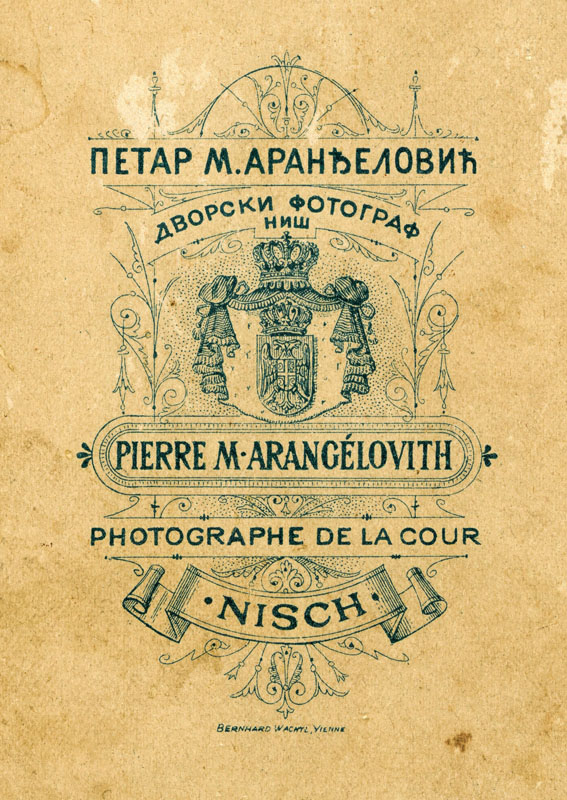 ПЕТАР М. АРАНЂЕЛОВИЋ
ДВОРСКИ ФОТОГРАФ
НИШ
PIERRE M·ARANGÉLOVITH
PHOTOGRAPHE DE LA COUR
·NISCH·
BERNHARD WACHTL, VIENNE